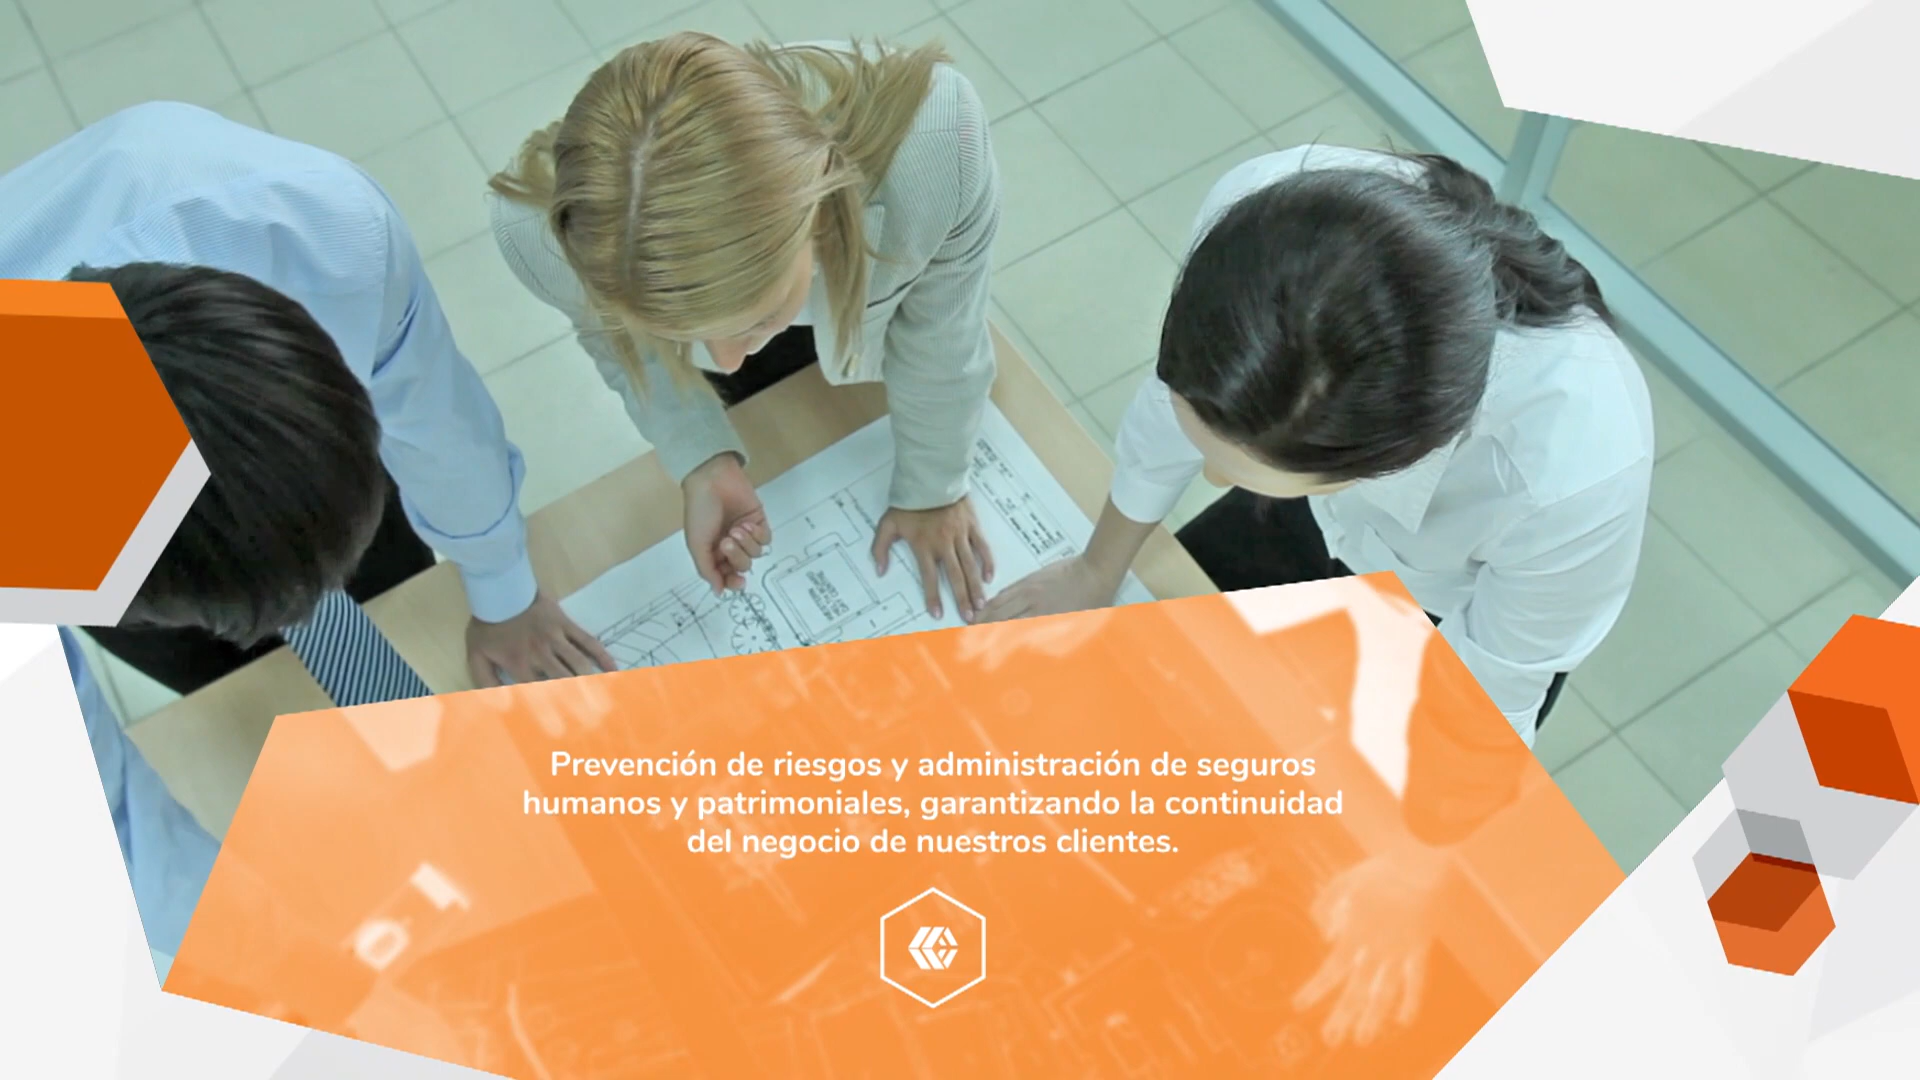 Prevención de riesgos y administración de seguros
humanos y patrimoniales, garantizando la continuidad
del negocio de nuestros clientes.